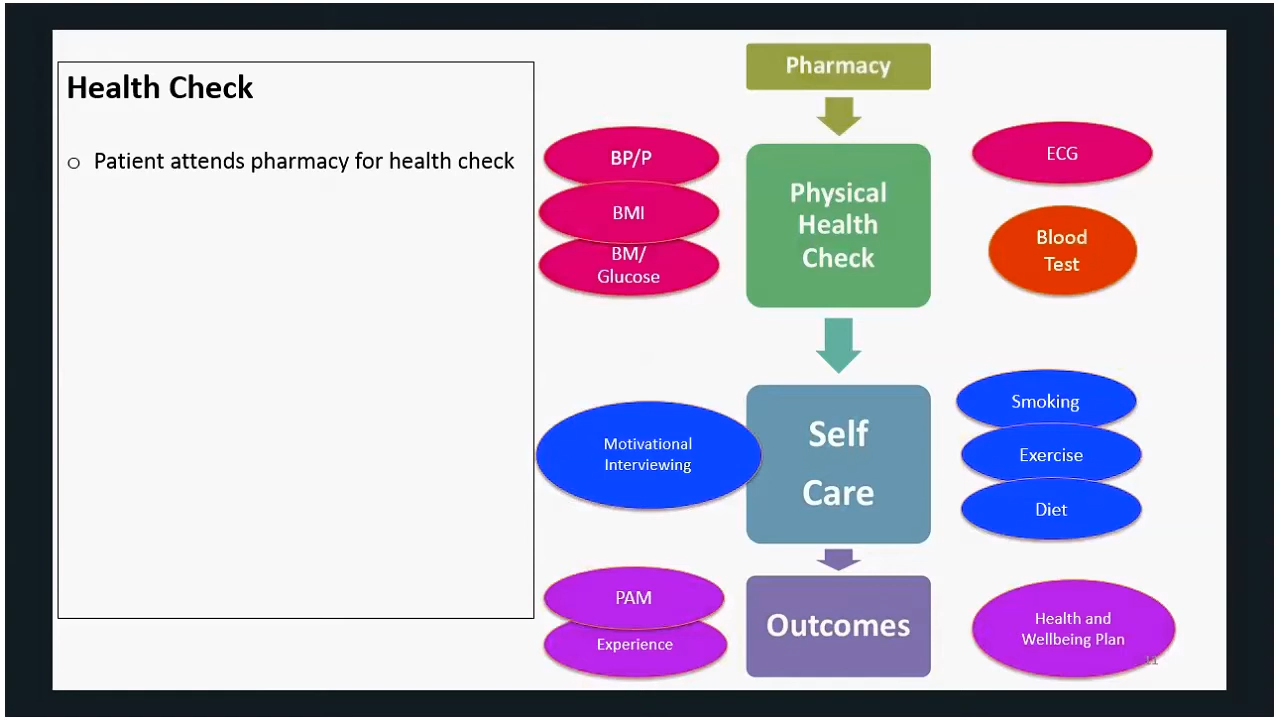 Health Check
o Patient attends pharmacy for health check
Pharmacy
BP/P
BMI
BM/
Glucose
Physical
Health
Check
ECG
Blood
Test
Motivational
Interviewing
Self
Care
Smoking
Exercise
Diet
PAM
Experience
Outcomes
Health and
Wellbeing Plan
11